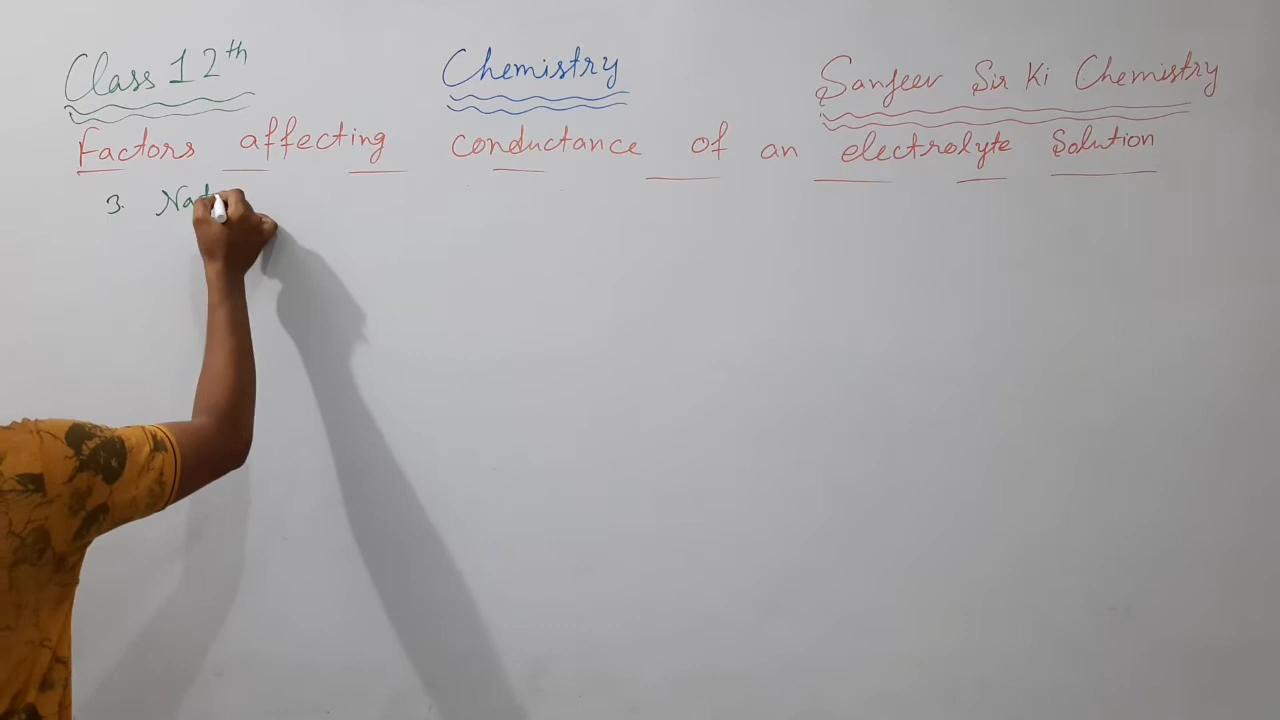 Class 12th Chemistry Sanjeev Sir Ki Chemistry
Factors affecting conductance of an electrolyte Solution
3.